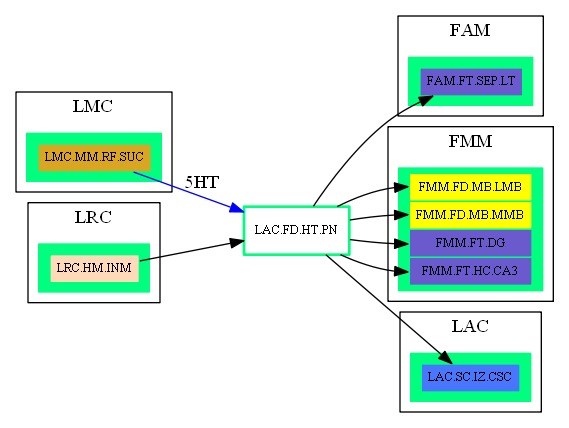 LMC
LMC.MM.RF.SUC
LRC
LRC.HM.INM
5HT
LAC.FD.HT.PN
FAM
FAM.FT.SEP.LT
FMM
FMM.FD.MB.LMB
FMM.FD.MB.MMB
FMM.FT.DG
FMM.FT.HC.CA3
LAC
LAC.SC.IZ.CSC